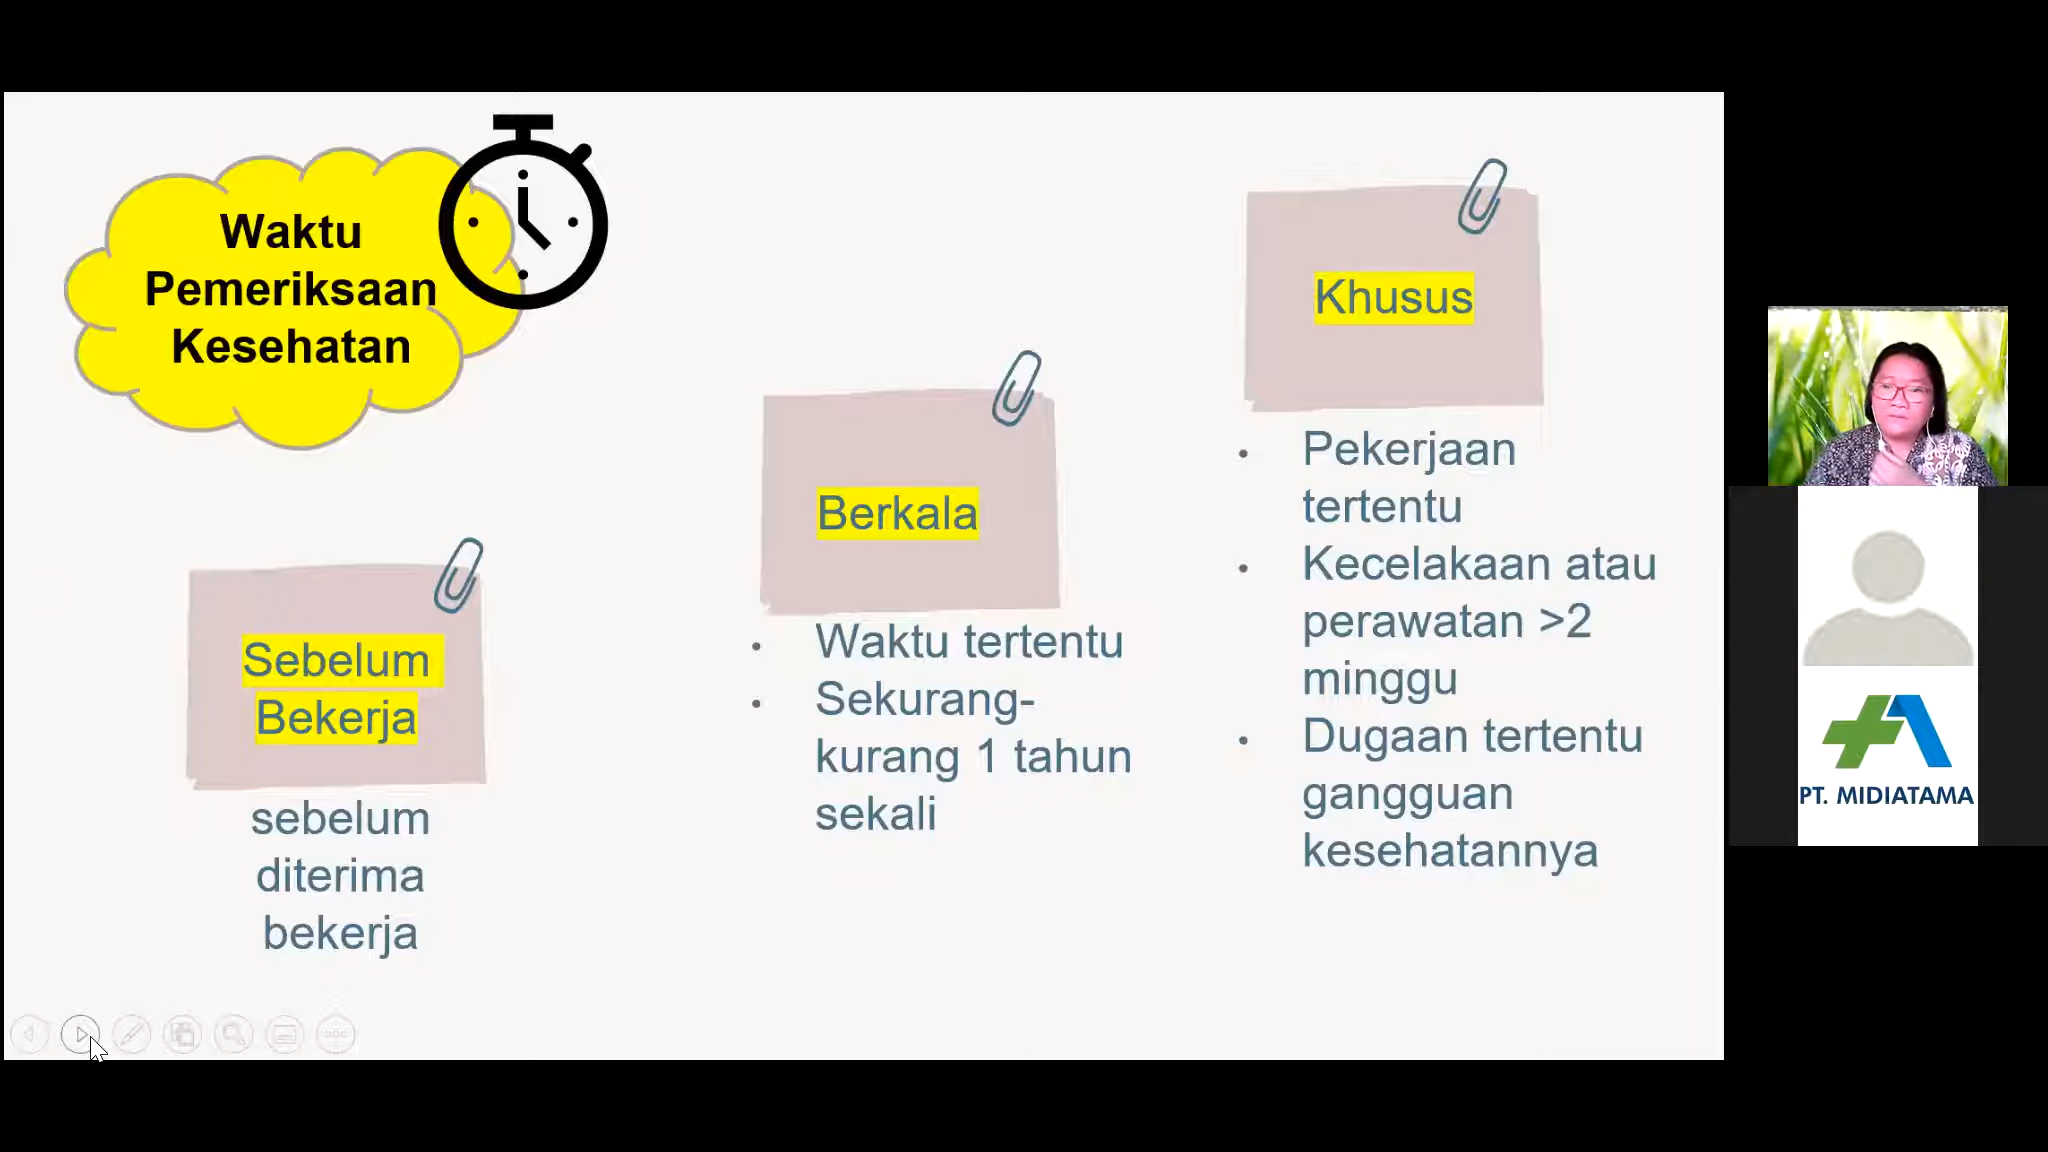 Waktu
Pemeriksaan
Kesehatan
Sebelum
Bekerja
sebelum
diterima
bekerja
Berkala
• Waktu tertentu
• Sekurang-
kurang 1 tahun
sekali
Khusus
• Pekerjaan
tertentu
• Kecelakaan atau
perawatan >2
minggu
• Dugaan tertentu
gangguan
kesehatannya
PT. MIDIATAMA